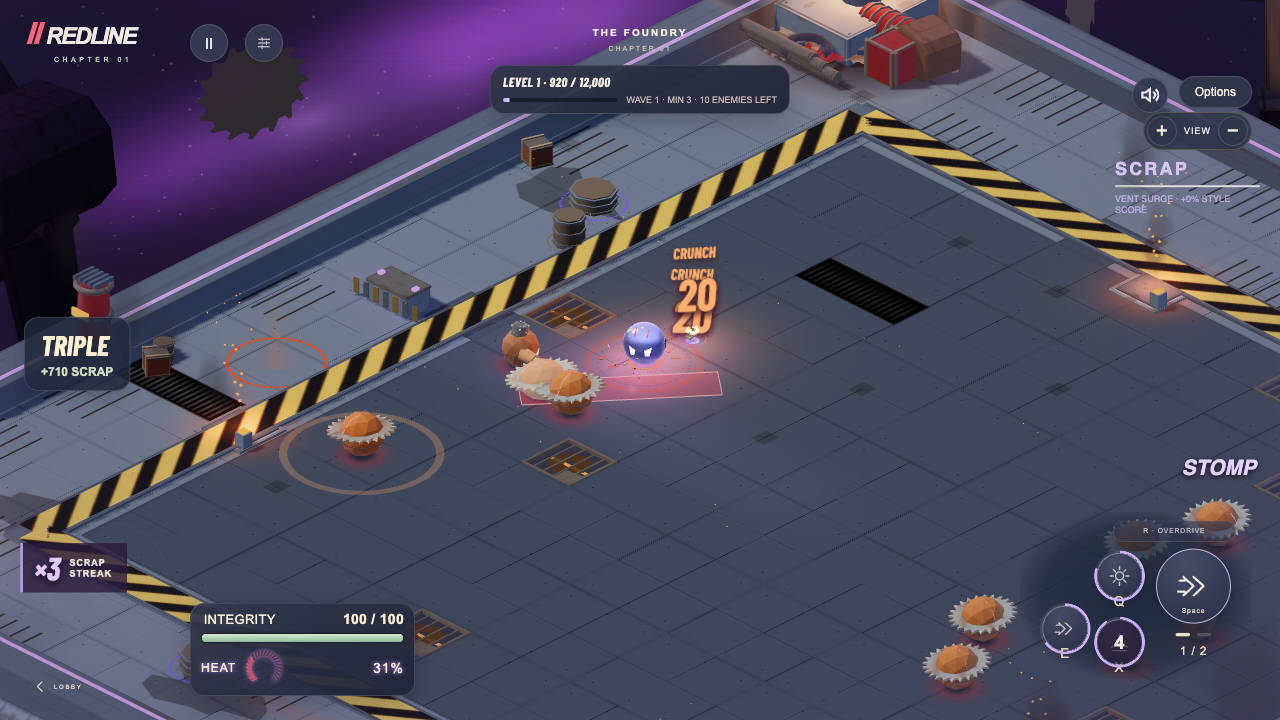 REDLINE
CHAPTER 01
THE FOUNDRY
CHAPTER 01
LEVEL 1 · 920 / 12,000
WAVE 1 · MIN 3 · 10 ENEMIES LEFT
Options
+ VIEW −
SCRAP
VENT SURGE · +0% STYLE
SCORE
CRUNCH
CRUNCH
20
20
TRIPLE
+710 SCRAP
STOMP
R · OVERDRIVE
Q
Space
E
4
X
1 / 2
×3 SCRAP
STREAK
INTEGRITY 100 / 100
HEAT 31%
LOBBY